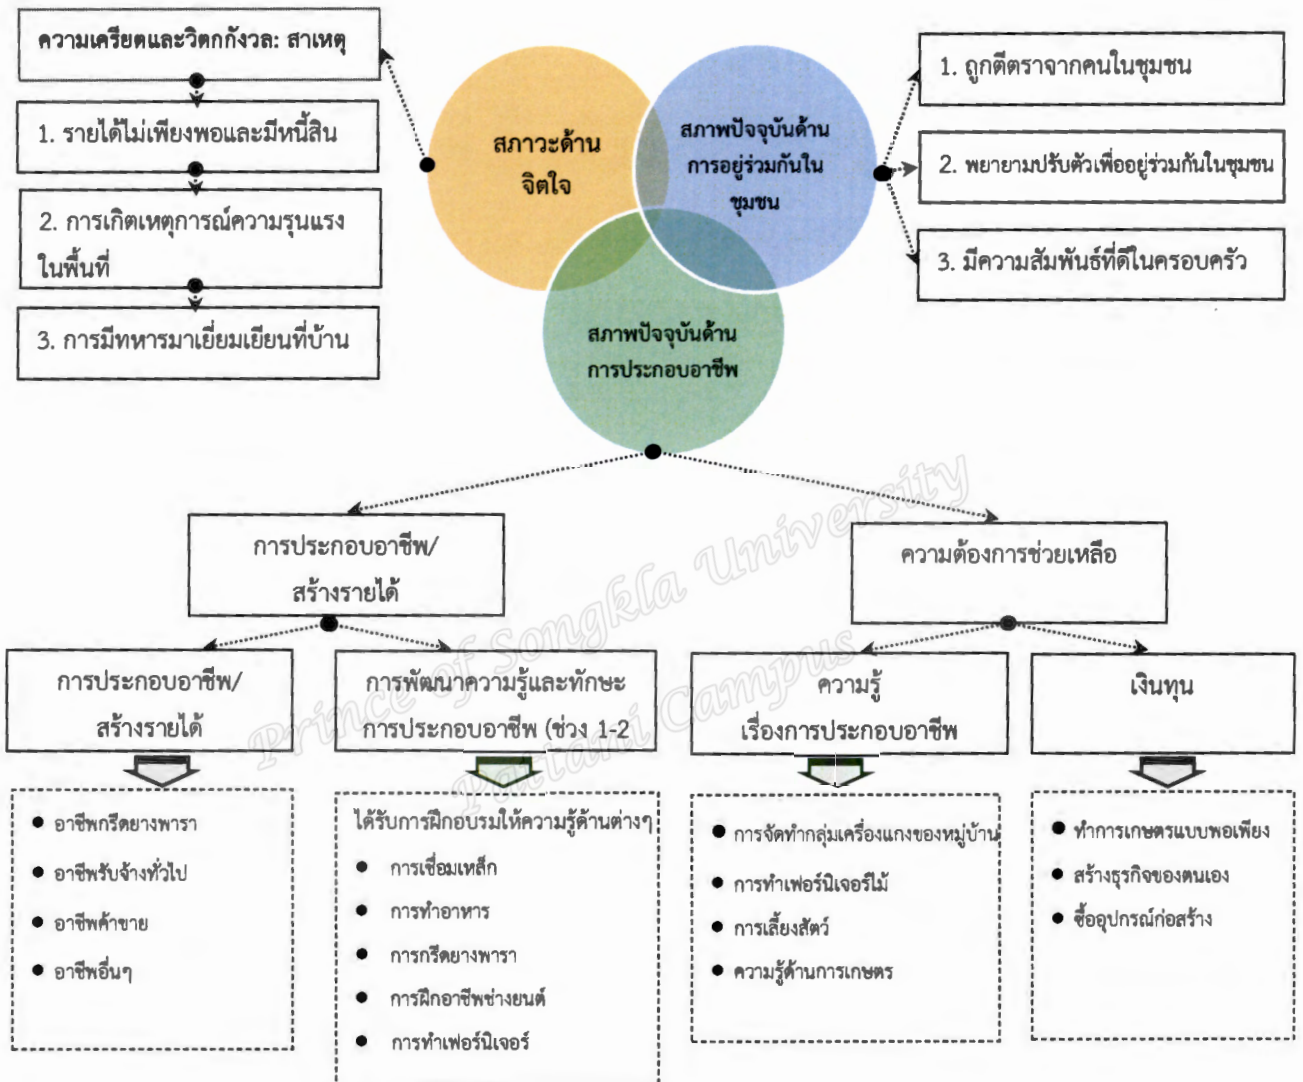 ความเครียดและวิตกกังวล: สาเหตุ
1. รายได้ไม่เพียงพอและมีหนี้สิน
2. การเกิดเหตุการณ์ความรุนแรง
ในพื้นที่
3. การมีทหารมาเยี่ยมเยียนที่บ้าน
สภาวะด้าน
จิตใจ
สภาพปัจจุบันด้าน
การอยู่ร่วมกันใน
ชุมชน
สภาพปัจจุบันด้าน
การประกอบอาชีพ
1. ถูกตีตราจากคนในชุมชน
2. พยายามปรับตัวเพื่ออยู่ร่วมกันในชุมชน
3. มีความสัมพันธ์ที่ดีในครอบครัว
การประกอบอาชีพ/
สร้างรายได้
ความต้องการช่วยเหลือ
การประกอบอาชีพ/
สร้างรายได้
การพัฒนาความรู้และทักษะ
การประกอบอาชีพ (ช่วง 1-2
ความรู้
เรื่องการประกอบอาชีพ
เงินทุน
● อาชีพกรีดยางพารา
● อาชีพรับจ้างทั่วไป
● อาชีพค้าขาย
● อาชีพอื่นๆ
ได้รับการฝึกอบรมให้ความรู้ด้านต่างๆ
● การเชื่อมเหล็ก
● การทำอาหาร
● การกรีดยางพารา
● การฝึกอาชีพช่างยนต์
● การทำเฟอร์นิเจอร์
● การจัดทำกลุ่มเครื่องแกงของหมู่บ้าน
● การทำเฟอร์นิเจอร์ไม้
● การเลี้ยงสัตว์
● ความรู้ด้านการเกษตร
● ทำการเกษตรแบบพอเพียง
● สร้างธุรกิจของตนเอง
● ซื้ออุปกรณ์ก่อสร้าง
Prince of Songkla University
Pattani Campus